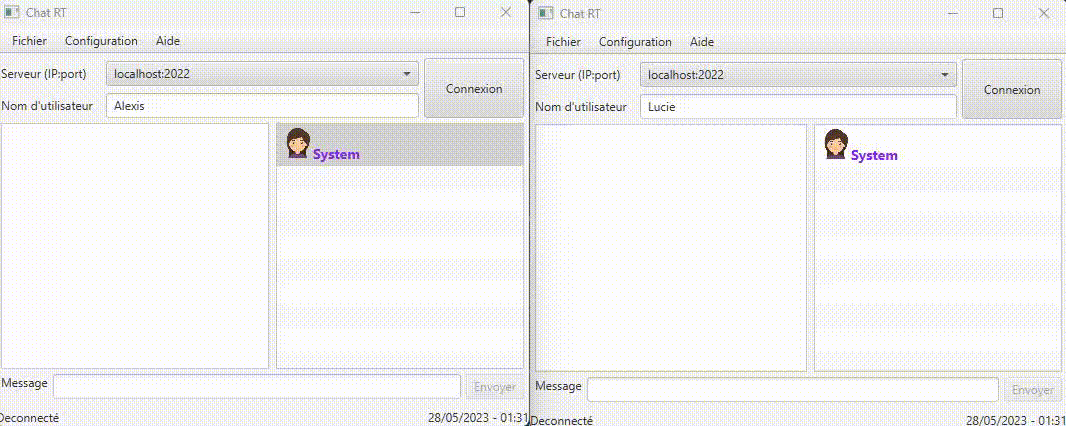 Chat RT
Fichier Configuration Aide
Serveur (IP:port) localhost:2022 Connexion
Nom d'utilisateur Alexis
System
Message Envoyer
Deconnecté 28/05/2023 - 01:31
Chat RT
Fichier Configuration Aide
Serveur (IP:port) localhost:2022 Connexion
Nom d'utilisateur Lucie
System
Message Envoyer
Deconnecté 28/05/2023 - 01:31